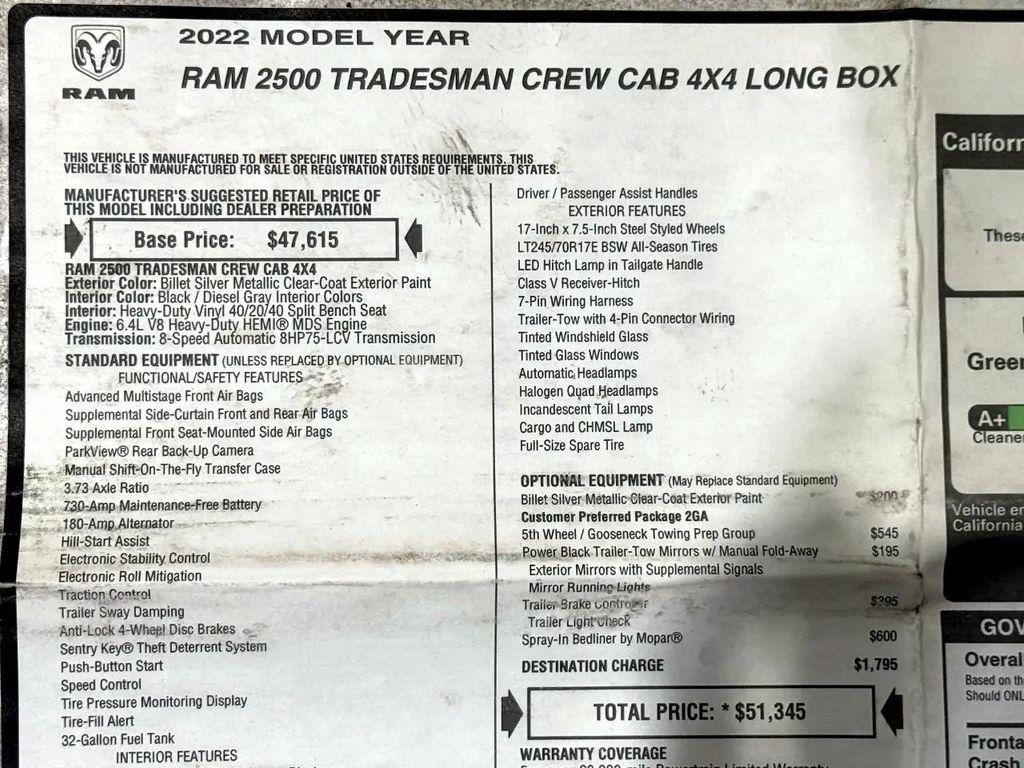 RAM
2022 MODEL YEAR
RAM 2500 TRADESMAN CREW CAB 4X4 LONG BOX
THIS VEHICLE IS MANUFACTURED TO MEET SPECIFIC UNITED STATES REQUIREMENTS. THIS
VEHICLE IS NOT MANUFACTURED FOR SALE OR REGISTRATION OUTSIDE OF THE UNITED STATES.
MANUFACTURER'S SUGGESTED RETAIL PRICE OF
THIS MODEL INCLUDING DEALER PREPARATION
Base Price: $47,615
RAM 2500 TRADESMAN CREW CAB 4X4
Exterior Color: Billet Silver Metallic Clear-Coat Exterior Paint
Interior Color: Black / Diesel Gray Interior Colors
Interior: Heavy-Duty Vinyl 40/20/40 Split Bench Seat
Engine: 6.4L V8 Heavy-Duty HEMI® MDS Engine
Transmission: 8-Speed Automatic 8HP75-LCV Transmission
STANDARD EQUIPMENT (UNLESS REPLACED BY OPTIONAL EQUIPMENT)
FUNCTIONAL/SAFETY FEATURES
Advanced Multistage Front Air Bags
Supplemental Side-Curtain Front and Rear Air Bags
Supplemental Front Seat-Mounted Side Air Bags
ParkView® Rear Back-Up Camera
Manual Shift-On-The-Fly Transfer Case
3.73 Axle Ratio
730-Amp Maintenance-Free Battery
180-Amp Alternator
Hill-Start Assist
Electronic Stability Control
Electronic Roll Mitigation
Traction Control
Trailer Sway Damping
Anti-Lock 4-Wheel Disc Brakes
Sentry Key® Theft Deterrent System
Push-Button Start
Speed Control
Tire Pressure Monitoring Display
Tire-Fill Alert
32-Gallon Fuel Tank
INTERIOR FEATURES
Driver / Passenger Assist Handles
EXTERIOR FEATURES
17-Inch x 7.5-Inch Steel Styled Wheels
LT245/70R17E BSW All-Season Tires
LED Hitch Lamp in Tailgate Handle
Class V Receiver-Hitch
7-Pin Wiring Harness
Trailer-Tow with 4-Pin Connector Wiring
Tinted Windshield Glass
Tinted Glass Windows
Automatic Headlamps
Halogen Quad Headlamps
Incandescent Tail Lamps
Cargo and CHMSL Lamp
Full-Size Spare Tire
OPTIONAL EQUIPMENT (May Replace Standard Equipment)
Billet Silver Metallic Clear-Coat Exterior Paint $200
Customer Preferred Package 2GA
5th Wheel / Gooseneck Towing Prep Group $545
Power Black Trailer-Tow Mirrors w/ Manual Fold-Away $195
Exterior Mirrors with Supplemental Signals
Mirror Running Lights
Trailer Brake Controller $395
Trailer Light Check
Spray-In Bedliner by Mopar® $600
DESTINATION CHARGE $1,795
TOTAL PRICE: * $51,345
WARRANTY COVERAGE
Californ
These
Green
A+
Cleaner
Vehicle em
California
GOV
Overal
Based on th
Should ONL
Fronta
Crash